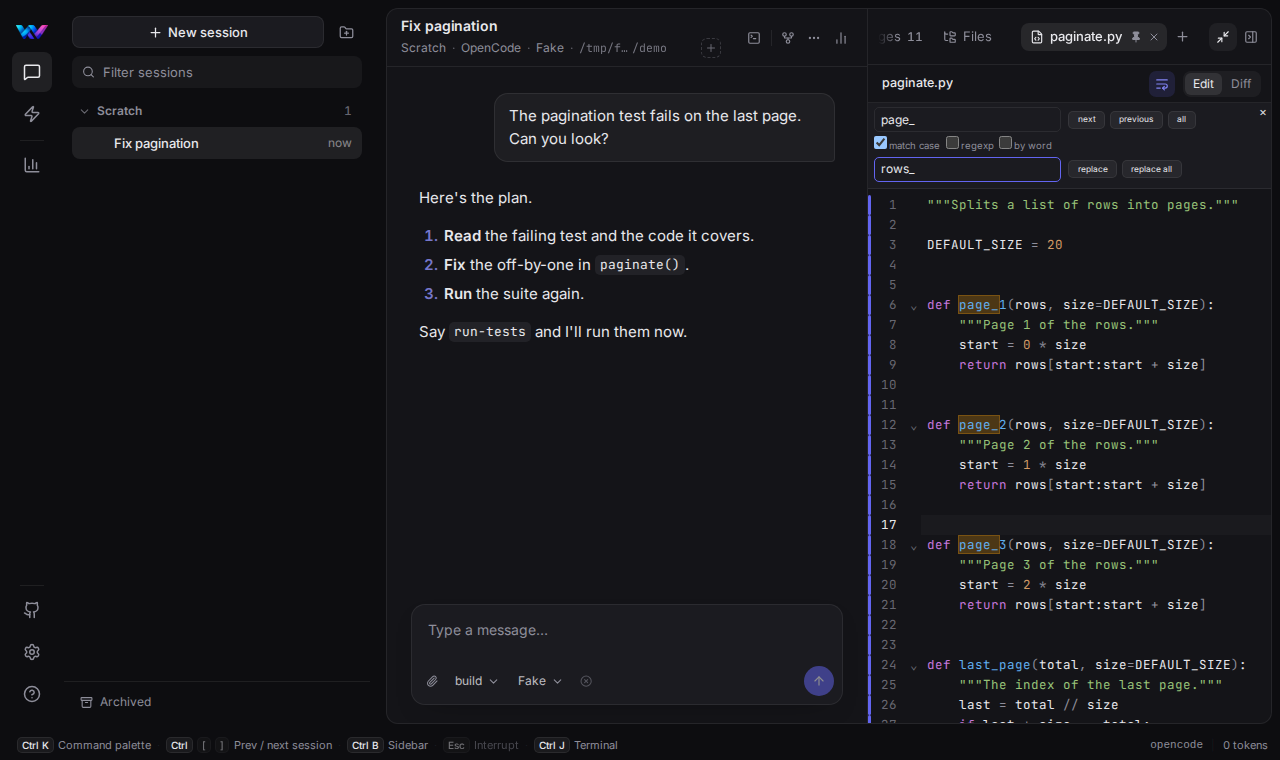 New session
Filter sessions
Scratch 1
Fix pagination now
Archived
Fix pagination
Scratch · OpenCode · Fake · /tmp/f… /demo
The pagination test fails on the last page.
Can you look?
Here's the plan.
1. Read the failing test and the code it covers.
2. Fix the off-by-one in paginate().
3. Run the suite again.
Say run-tests and I'll run them now.
Type a message...
build Fake
ges 11 Files paginate.py
paginate.py Edit Diff
page_ next previous all ×
match case regexp by word
rows_ replace replace all
1 """Splits a list of rows into pages."""
2
3 DEFAULT_SIZE = 20
4
5
6 def page_1(rows, size=DEFAULT_SIZE):
7 """Page 1 of the rows."""
8 start = 0 * size
9 return rows[start:start + size]
10
11
12 def page_2(rows, size=DEFAULT_SIZE):
13 """Page 2 of the rows."""
14 start = 1 * size
15 return rows[start:start + size]
16
17
18 def page_3(rows, size=DEFAULT_SIZE):
19 """Page 3 of the rows."""
20 start = 2 * size
21 return rows[start:start + size]
22
23
24 def last_page(total, size=DEFAULT_SIZE):
25 """The index of the last page."""
26 last = total // size
Ctrl K Command palette Ctrl [ ] Prev / next session Ctrl B Sidebar Esc Interrupt Ctrl J Terminal opencode 0 tokens